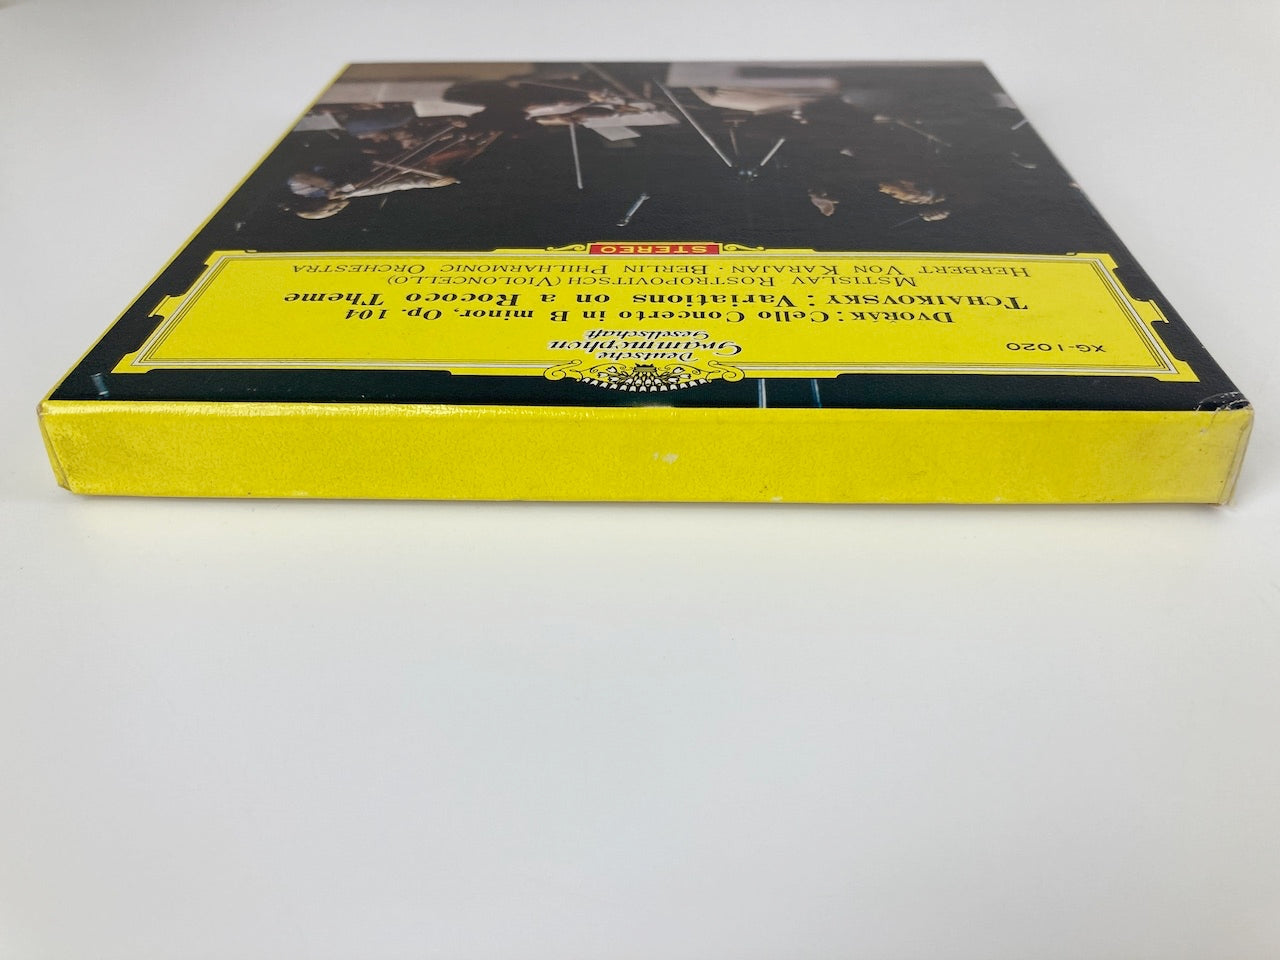 Deutsche
Grammophon
Gesellschaft
XG-1020
DVOŘÁK: Cello Concerto in B minor, Op. 104
TCHAIKOVSKY: Variations on a Rococo Theme
MSTISLAV ROSTROPOVITSCH (VIOLONCELLO)
HERBERT VON KARAJAN · BERLIN PHILHARMONIC ORCHESTRA
STEREO